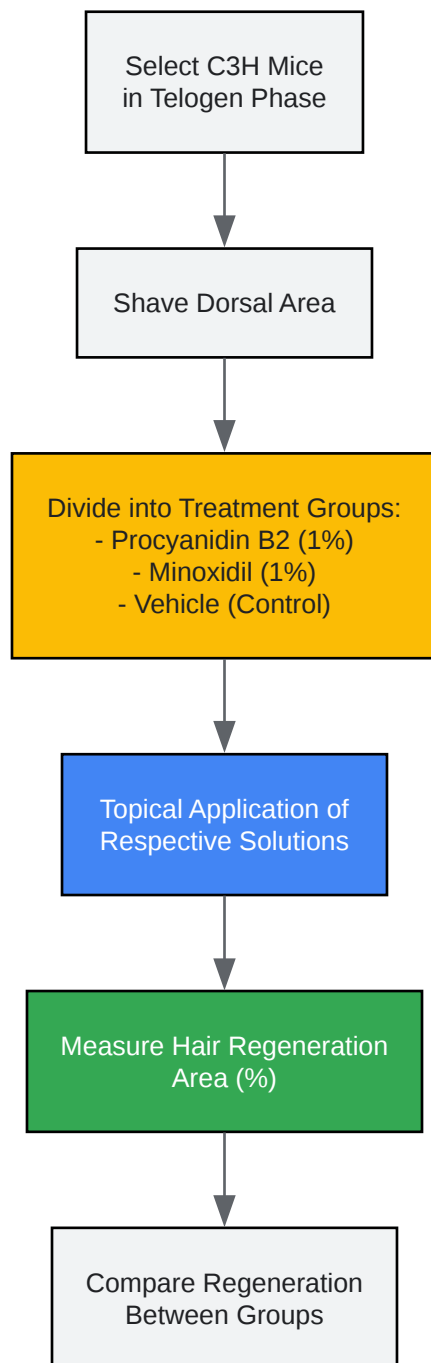 Select C3H Mice
in Telogen Phase
Shave Dorsal Area
Divide into Treatment Groups:
- Procyanidin B2 (1%)
- Minoxidil (1%)
- Vehicle (Control)
Topical Application of
Respective Solutions
Measure Hair Regeneration
Area (%)
Compare Regeneration
Between Groups